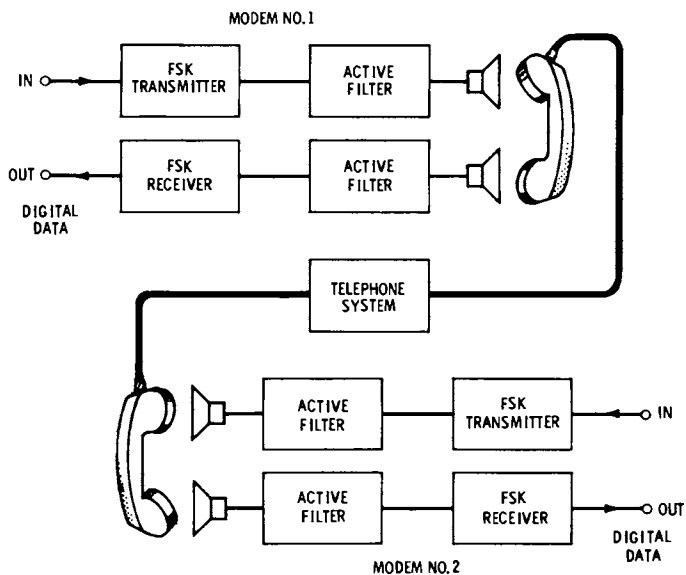 MODEM NO. 1
IN
FSK
TRANSMITTER
ACTIVE
FILTER
OUT
FSK
RECEIVER
ACTIVE
FILTER
DIGITAL
DATA
TELEPHONE
SYSTEM
ACTIVE
FILTER
FSK
TRANSMITTER
IN
ACTIVE
FILTER
FSK
RECEIVER
OUT
DIGITAL
DATA
MODEM NO. 2